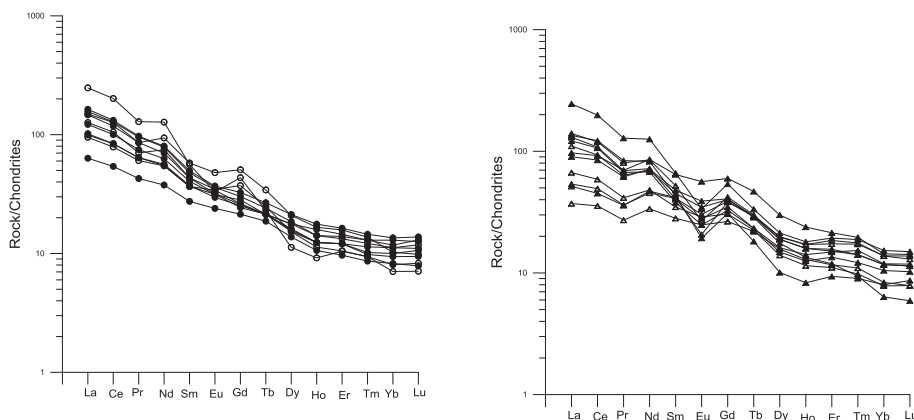 1000
100
10
1
Rock/Chondrites
La Ce Pr Nd Sm Eu Gd Tb Dy Ho Er Tm Yb Lu
1000
100
10
1
Rock/Chondrites
La Ce Pr Nd Sm Eu Gd Tb Dy Ho Er Tm Yb Lu